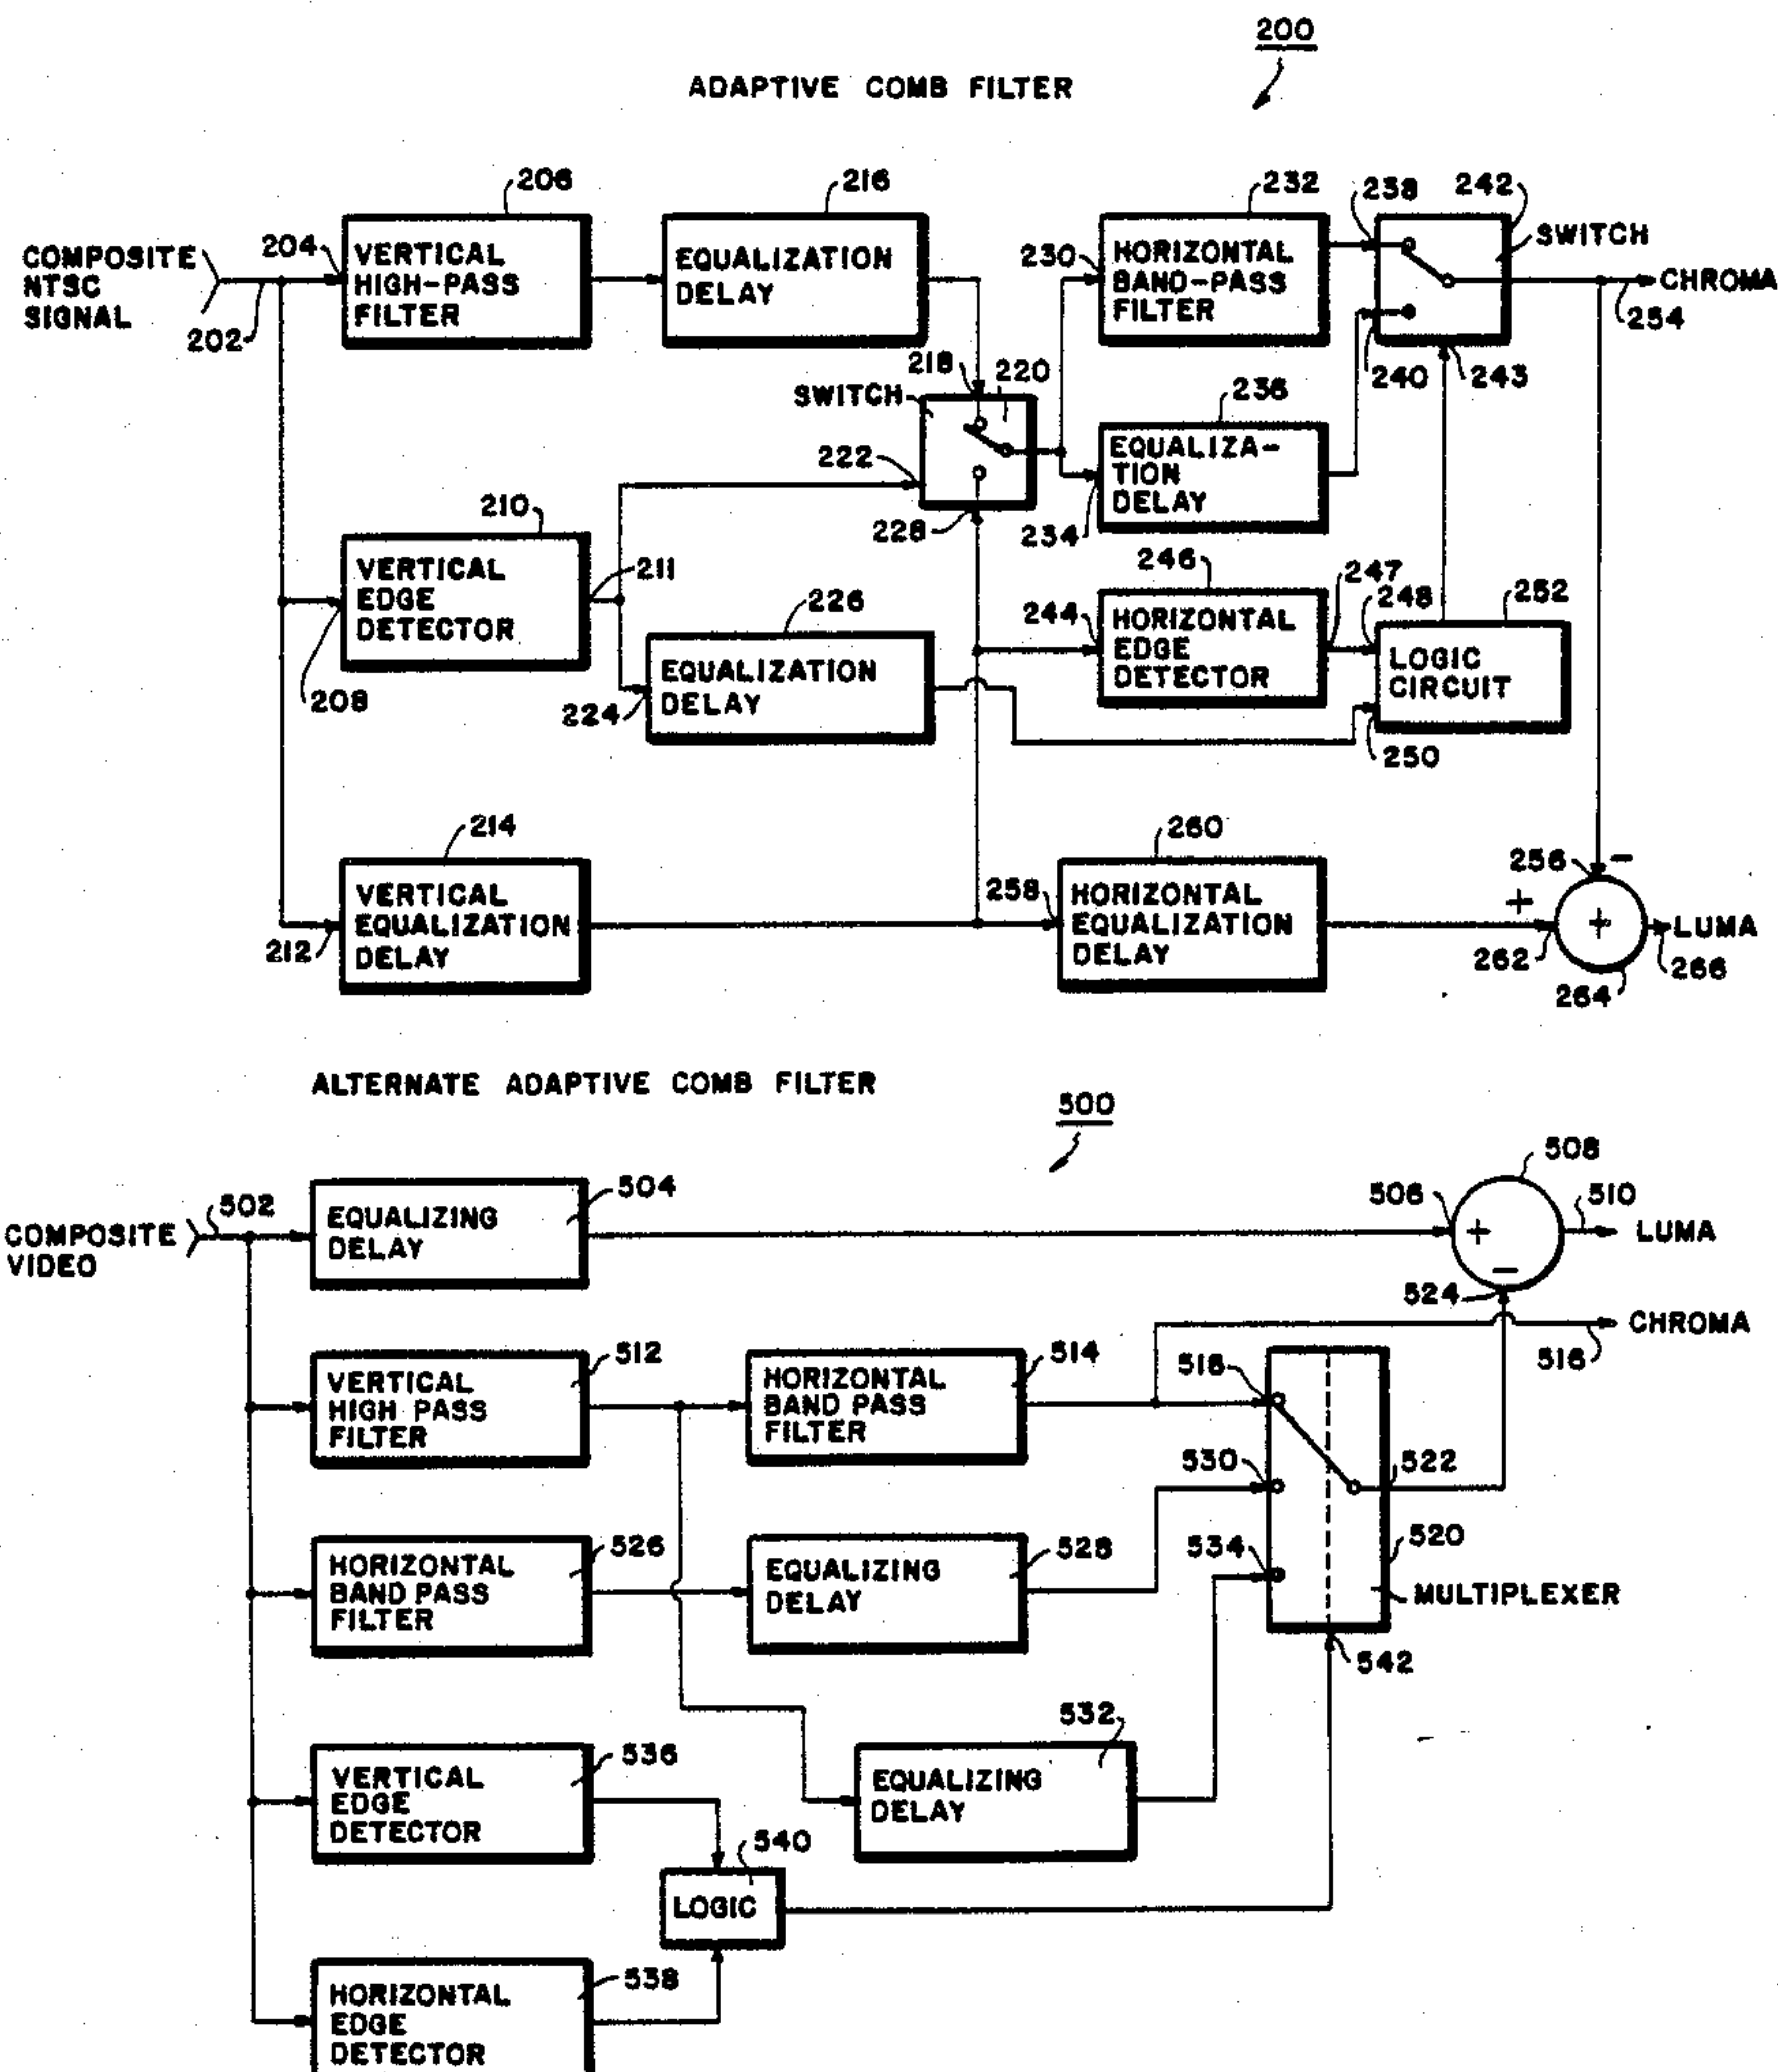 200
ADAPTIVE COMB FILTER
206
216
232
238
242
COMPOSITE
NTSC
SIGNAL
204
202
VERTICAL
HIGH-PASS
FILTER
EQUALIZATION
DELAY
230
HORIZONTAL
BAND-PASS
FILTER
SWITCH
CHROMA
254
240
243
218
220
SWITCH
222
228
236
EQUALIZA-
TION
DELAY
234
210
211
VERTICAL
EDGE
DETECTOR
208
226
EQUALIZATION
DELAY
224
246
247
248
252
244
HORIZONTAL
EDGE
DETECTOR
LOGIC
CIRCUIT
250
214
VERTICAL
EQUALIZATION
DELAY
212
260
258
HORIZONTAL
EQUALIZATION
DELAY
256
−
+
+
LUMA
262
264
266
ALTERNATE ADAPTIVE COMB FILTER
500
508
COMPOSITE
VIDEO
502
504
EQUALIZING
DELAY
506
+
−
510
LUMA
524
CHROMA
516
512
VERTICAL
HIGH PASS
FILTER
514
HORIZONTAL
BAND PASS
FILTER
518
530
522
534
520
MULTIPLEXER
542
526
HORIZONTAL
BAND PASS
FILTER
528
EQUALIZING
DELAY
532
EQUALIZING
DELAY
536
VERTICAL
EDGE
DETECTOR
540
LOGIC
538
HORIZONTAL
EDGE
DETECTOR